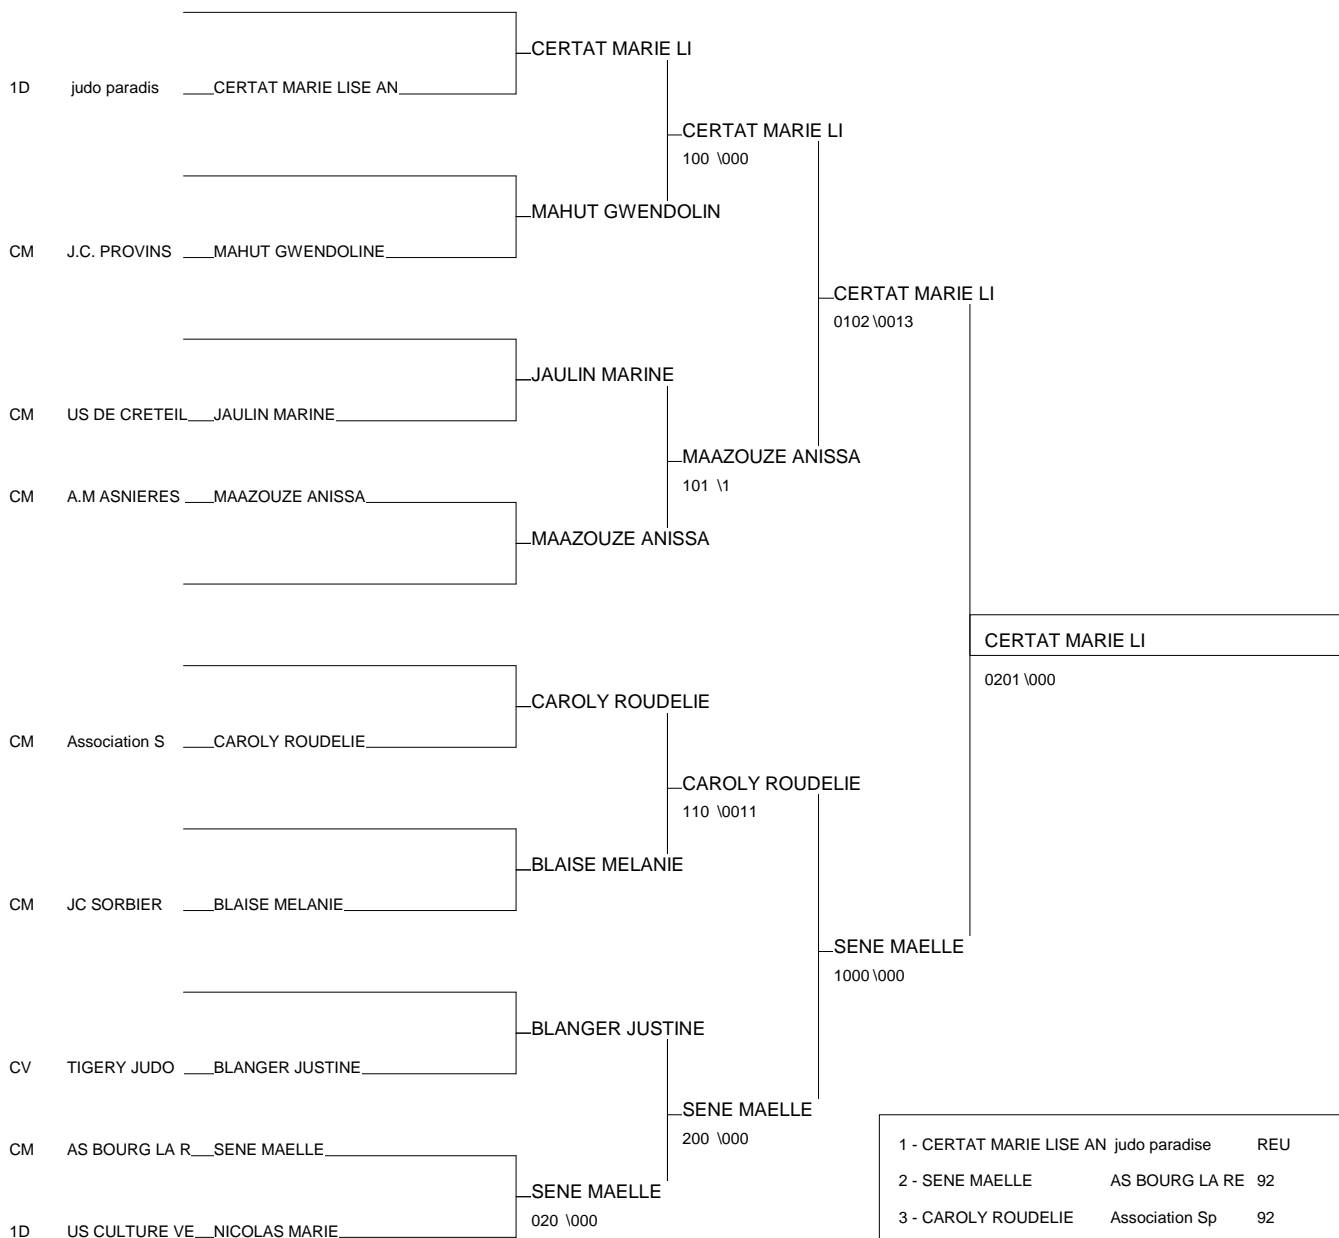 CERTAT MARIE LI
1D judo paradis CERTAT MARIE LISE AN
CERTAT MARIE LI
100 \000
MAHUT GWENDOLIN
CM J.C. PROVINS MAHUT GWENDOLINE
CERTAT MARIE LI
0102 \0013
JAULIN MARINE
CM US DE CRETEIL JAULIN MARINE
MAAZOUZE ANISSA
101 \1
CM A.M ASNIERES MAAZOUZE ANISSA
MAAZOUZE ANISSA
CERTAT MARIE LI
0201 \000
CAROLY ROUDELIE
CM Association S CAROLY ROUDELIE
CAROLY ROUDELIE
110 \0011
BLAISE MELANIE
CM JC SORBIER BLAISE MELANIE
SENE MAELLE
1000 \000
BLANGER JUSTINE
CV TIGERY JUDO BLANGER JUSTINE
SENE MAELLE
200 \000
CM AS BOURG LA R SENE MAELLE
SENE MAELLE
020 \000
1D US CULTURE VE NICOLAS MARIE
1 - CERTAT MARIE LISE AN judo paradise REU
2 - SENE MAELLE AS BOURG LA RE 92
3 - CAROLY ROUDELIE Association Sp 92